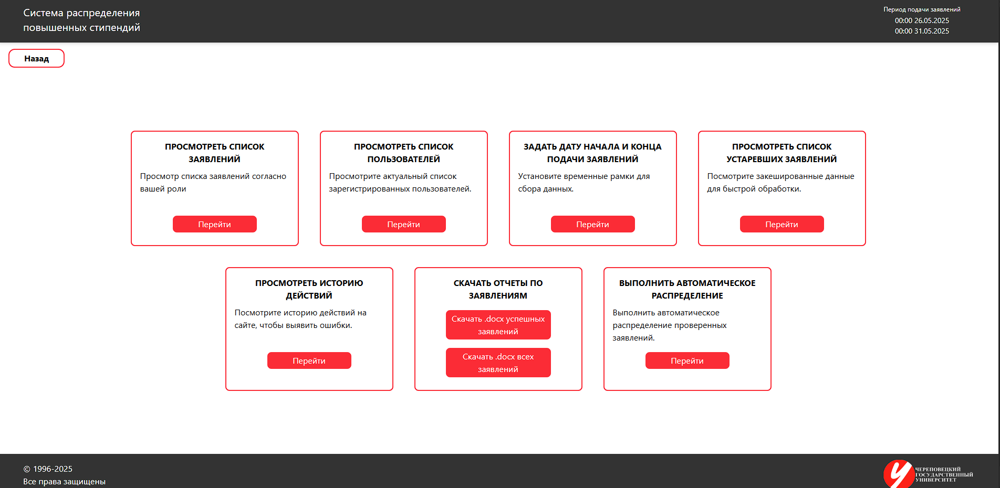 Система распределения
повышенных стипендий
Период подачи заявлений
00:00 26.05.2025
00:00 31.05.2025
Назад
ПРОСМОТРЕТЬ СПИСОК
ЗАЯВЛЕНИЙ
Просмотр списка заявлений согласно
вашей роли
Перейти
ПРОСМОТРЕТЬ СПИСОК
ПОЛЬЗОВАТЕЛЕЙ
Просмотрите актуальный список
зарегистрированных пользователей.
Перейти
ЗАДАТЬ ДАТУ НАЧАЛА И КОНЦА
ПОДАЧИ ЗАЯВЛЕНИЙ
Установите временные рамки для
сбора данных.
Перейти
ПРОСМОТРЕТЬ СПИСОК
УСТАРЕВШИХ ЗАЯВЛЕНИЙ
Посмотрите закешированные данные
для быстрой обработки.
Перейти
ПРОСМОТРЕТЬ ИСТОРИЮ
ДЕЙСТВИЙ
Посмотрите историю действий на
сайте, чтобы выявить ошибки.
Перейти
СКАЧАТЬ ОТЧЕТЫ ПО
ЗАЯВЛЕНИЯМ
Скачать .docx успешных
заявлений
Скачать .docx всех
заявлений
ВЫПОЛНИТЬ АВТОМАТИЧЕСКОЕ
РАСПРЕДЕЛЕНИЕ
Выполнить автоматическое
распределение проверенных
заявлений.
Перейти
© 1996-2025
Все права защищены
ЧЕРЕПОВЕЦКИЙ
ГОСУДАРСТВЕННЫЙ
УНИВЕРСИТЕТ